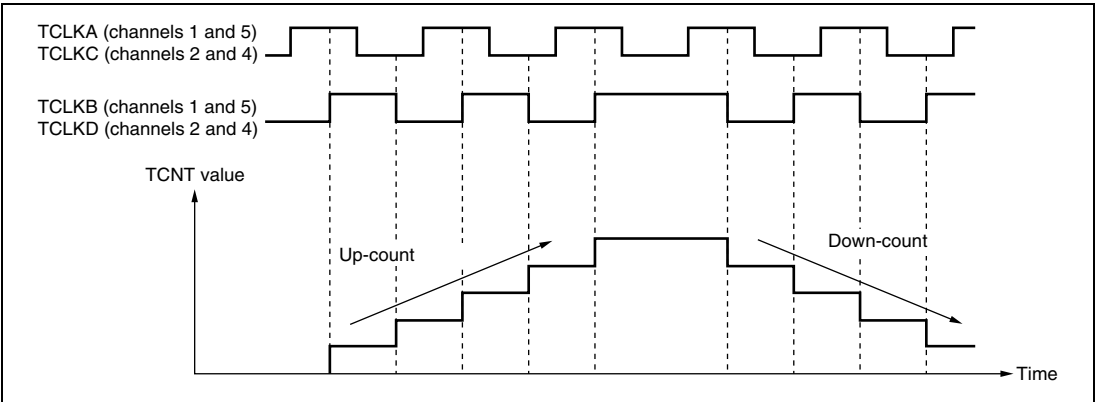 TCLKA (channels 1 and 5)
TCLKC (channels 2 and 4)
TCLKB (channels 1 and 5)
TCLKD (channels 2 and 4)
TCNT value
Up-count
Down-count
Time